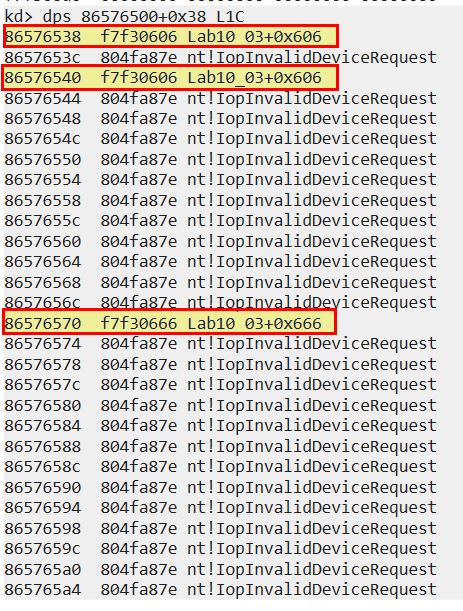 kd> dps 86576500+0x38 L1C
86576538  f7f30606 Lab10_03+0x606
8657653c  804fa87e nt!IopInvalidDeviceRequest
86576540  f7f30606 Lab10_03+0x606
86576544  804fa87e nt!IopInvalidDeviceRequest
86576548  804fa87e nt!IopInvalidDeviceRequest
8657654c  804fa87e nt!IopInvalidDeviceRequest
86576550  804fa87e nt!IopInvalidDeviceRequest
86576554  804fa87e nt!IopInvalidDeviceRequest
86576558  804fa87e nt!IopInvalidDeviceRequest
8657655c  804fa87e nt!IopInvalidDeviceRequest
86576560  804fa87e nt!IopInvalidDeviceRequest
86576564  804fa87e nt!IopInvalidDeviceRequest
86576568  804fa87e nt!IopInvalidDeviceRequest
8657656c  804fa87e nt!IopInvalidDeviceRequest
86576570  f7f30666 Lab10_03+0x666
86576574  804fa87e nt!IopInvalidDeviceRequest
86576578  804fa87e nt!IopInvalidDeviceRequest
8657657c  804fa87e nt!IopInvalidDeviceRequest
86576580  804fa87e nt!IopInvalidDeviceRequest
86576584  804fa87e nt!IopInvalidDeviceRequest
86576588  804fa87e nt!IopInvalidDeviceRequest
8657658c  804fa87e nt!IopInvalidDeviceRequest
86576590  804fa87e nt!IopInvalidDeviceRequest
86576594  804fa87e nt!IopInvalidDeviceRequest
86576598  804fa87e nt!IopInvalidDeviceRequest
8657659c  804fa87e nt!IopInvalidDeviceRequest
865765a0  804fa87e nt!IopInvalidDeviceRequest
865765a4  804fa87e nt!IopInvalidDeviceRequest